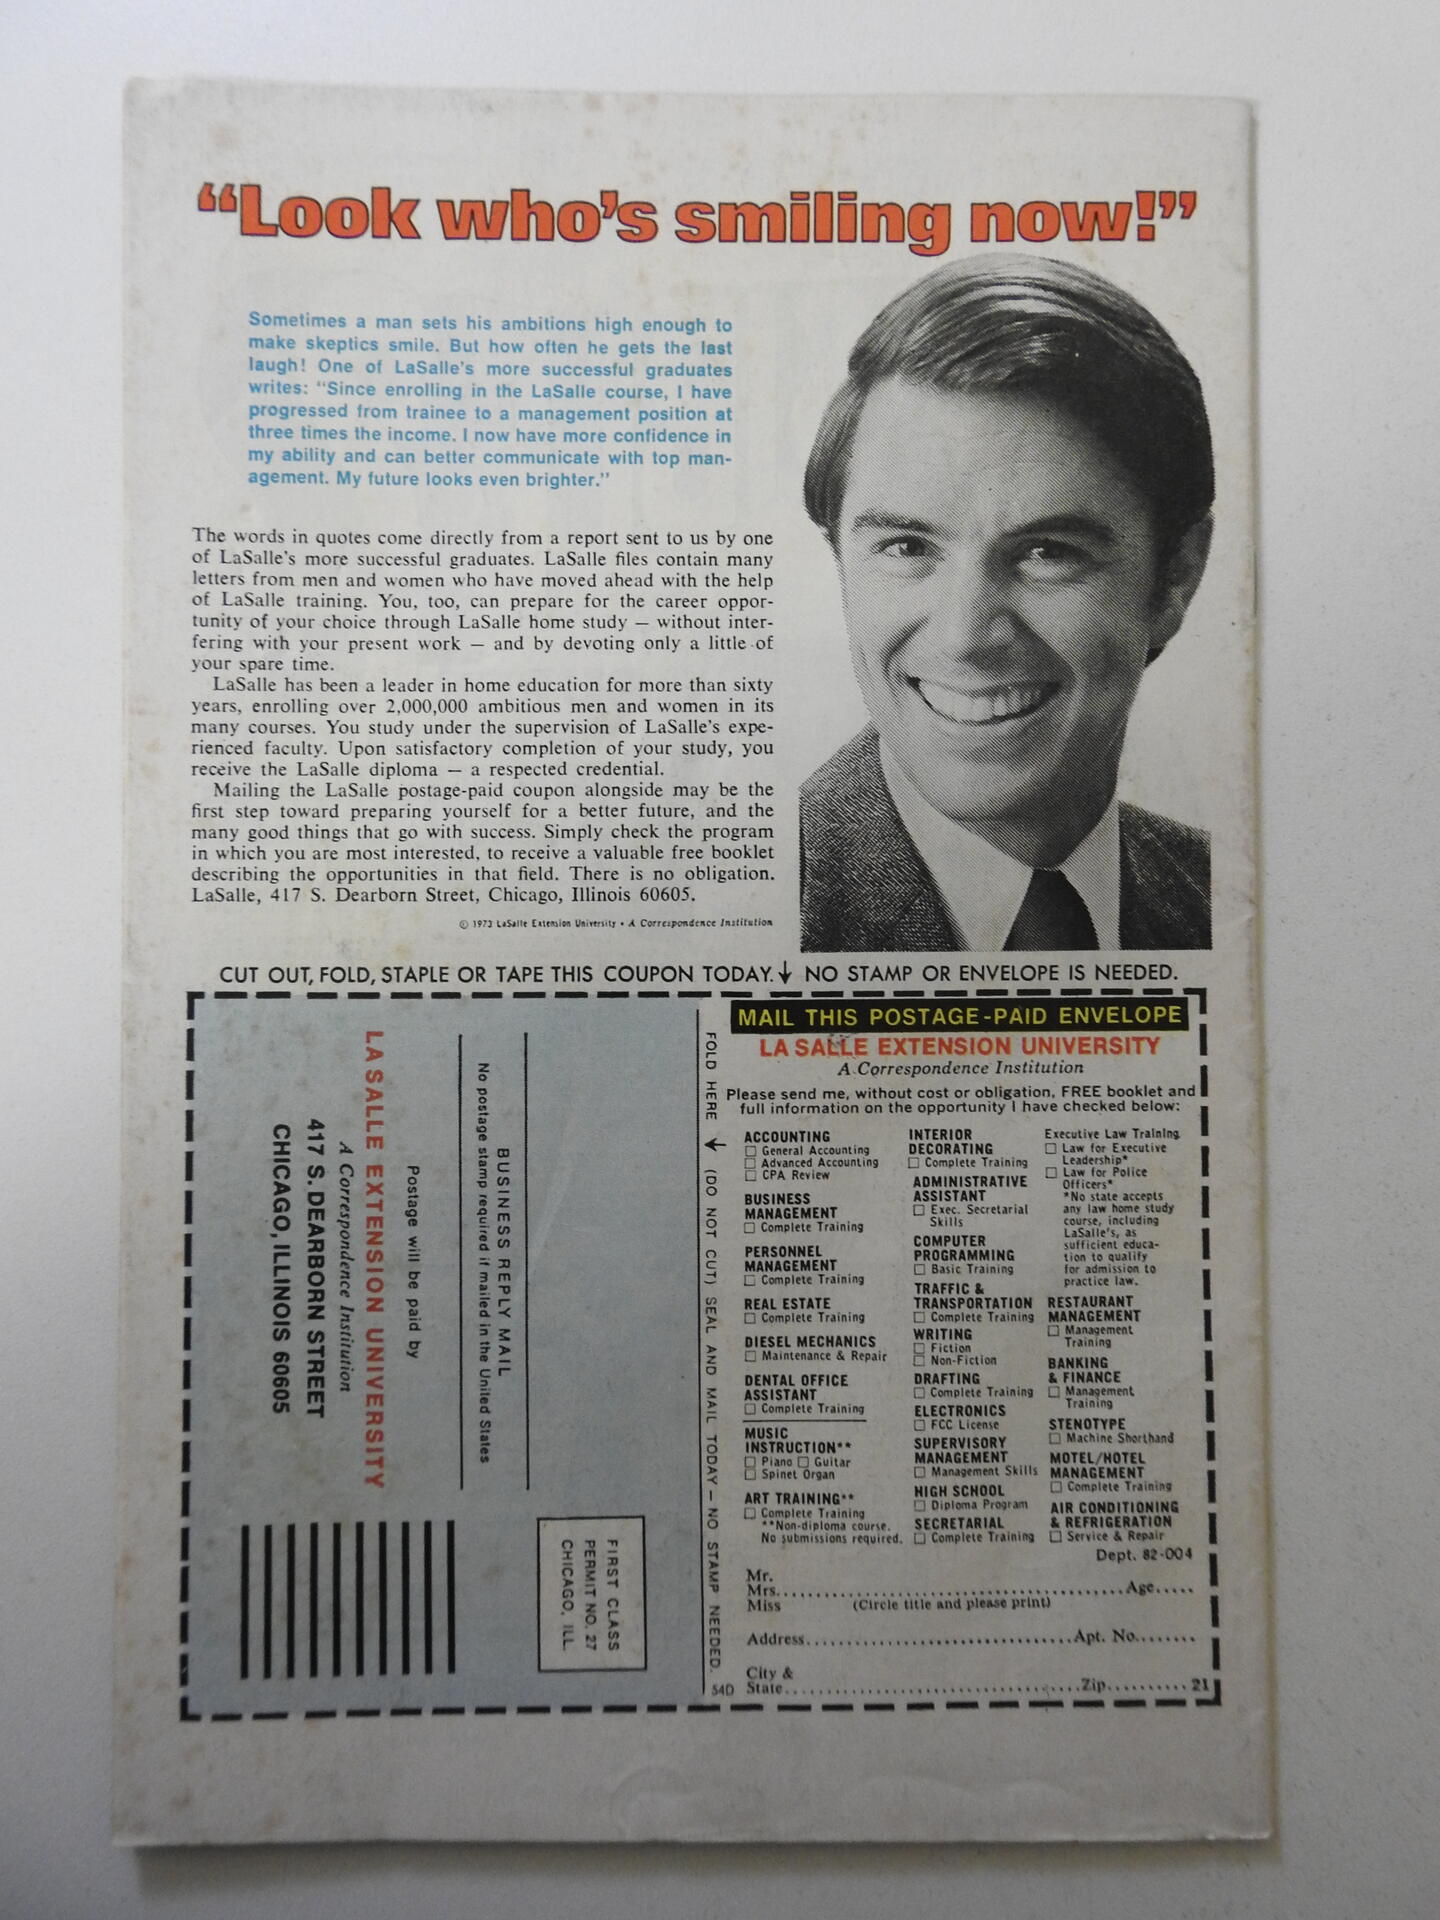 “Look who’s smiling now!”
Sometimes a man sets his ambitions high enough to
make skeptics smile. But how often he gets the last
laugh! One of LaSalle's more successful graduates
writes: "Since enrolling in the LaSalle course, I have
progressed from trainee to a management position at
three times the income. I now have more confidence in
my ability and can better communicate with top man-
agement. My future looks even brighter."
The words in quotes come directly from a report sent to us by one
of LaSalle's more successful graduates. LaSalle files contain many
letters from men and women who have moved ahead with the help
of LaSalle training. You, too, can prepare for the career oppor-
tunity of your choice through LaSalle home study — without inter-
fering with your present work — and by devoting only a little of
your spare time.
LaSalle has been a leader in home education for more than sixty
years, enrolling over 2,000,000 ambitious men and women in its
many courses. You study under the supervision of LaSalle's expe-
rienced faculty. Upon satisfactory completion of your study, you
receive the LaSalle diploma — a respected credential.
Mailing the LaSalle postage-paid coupon alongside may be the
first step toward preparing yourself for a better future, and the
many good things that go with success. Simply check the program
in which you are most interested, to receive a valuable free booklet
describing the opportunities in that field. There is no obligation.
LaSalle, 417 S. Dearborn Street, Chicago, Illinois 60605.
© 1973 LaSalle Extension University • A Correspondence Institution
CUT OUT, FOLD, STAPLE OR TAPE THIS COUPON TODAY.↓ NO STAMP OR ENVELOPE IS NEEDED.
FIRST CLASS
PERMIT NO. 27
CHICAGO, ILL.
BUSINESS REPLY MAIL
No postage stamp required if mailed in the United States
Postage will be paid by
LA SALLE EXTENSION UNIVERSITY
A Correspondence Institution
417 S. DEARBORN STREET
CHICAGO, ILLINOIS 60605
FOLD HERE ↓ (DO NOT CUT) SEAL AND MAIL TODAY — NO STAMP NEEDED.
MAIL THIS POSTAGE-PAID ENVELOPE
LA SALLE EXTENSION UNIVERSITY
A Correspondence Institution
Please send me, without cost or obligation, FREE booklet and
full information on the opportunity I have checked below:
ACCOUNTING
☐ General Accounting
☐ Advanced Accounting
☐ CPA Review
BUSINESS
MANAGEMENT
☐ Complete Training
PERSONNEL
MANAGEMENT
☐ Complete Training
REAL ESTATE
☐ Complete Training
DIESEL MECHANICS
☐ Maintenance & Repair
DENTAL OFFICE
ASSISTANT
☐ Complete Training
MUSIC
INSTRUCTION**
☐ Piano ☐ Guitar
☐ Spinet Organ
ART TRAINING**
☐ Complete Training
**Non-diploma course.
No submissions required.
INTERIOR
DECORATING
☐ Complete Training
ADMINISTRATIVE
ASSISTANT
☐ Exec. Secretarial
Skills
COMPUTER
PROGRAMMING
☐ Basic Training
TRAFFIC &
TRANSPORTATION
☐ Complete Training
WRITING
☐ Fiction
☐ Non-Fiction
DRAFTING
☐ Complete Training
ELECTRONICS
☐ FCC License
SUPERVISORY
MANAGEMENT
☐ Management Skills
HIGH SCHOOL
☐ Diploma Program
SECRETARIAL
☐ Complete Training
Executive Law Training
☐ Law for Executive
Leadership*
☐ Law for Police
Officers*
*No state accepts
any law home study
course, including
LaSalle's, as
sufficient educa-
tion to qualify
for admission to
practice law.
RESTAURANT
MANAGEMENT
☐ Management
Training
BANKING
& FINANCE
☐ Management
Training
STENOTYPE
☐ Machine Shorthand
MOTEL/HOTEL
MANAGEMENT
☐ Complete Training
AIR CONDITIONING
& REFRIGERATION
☐ Service & Repair
Dept. 82-004
Mr.
Mrs.............................................Age.....
Miss (Circle title and please print)
Address..................................Apt. No........
City &
54D State.....................................Zip..........21